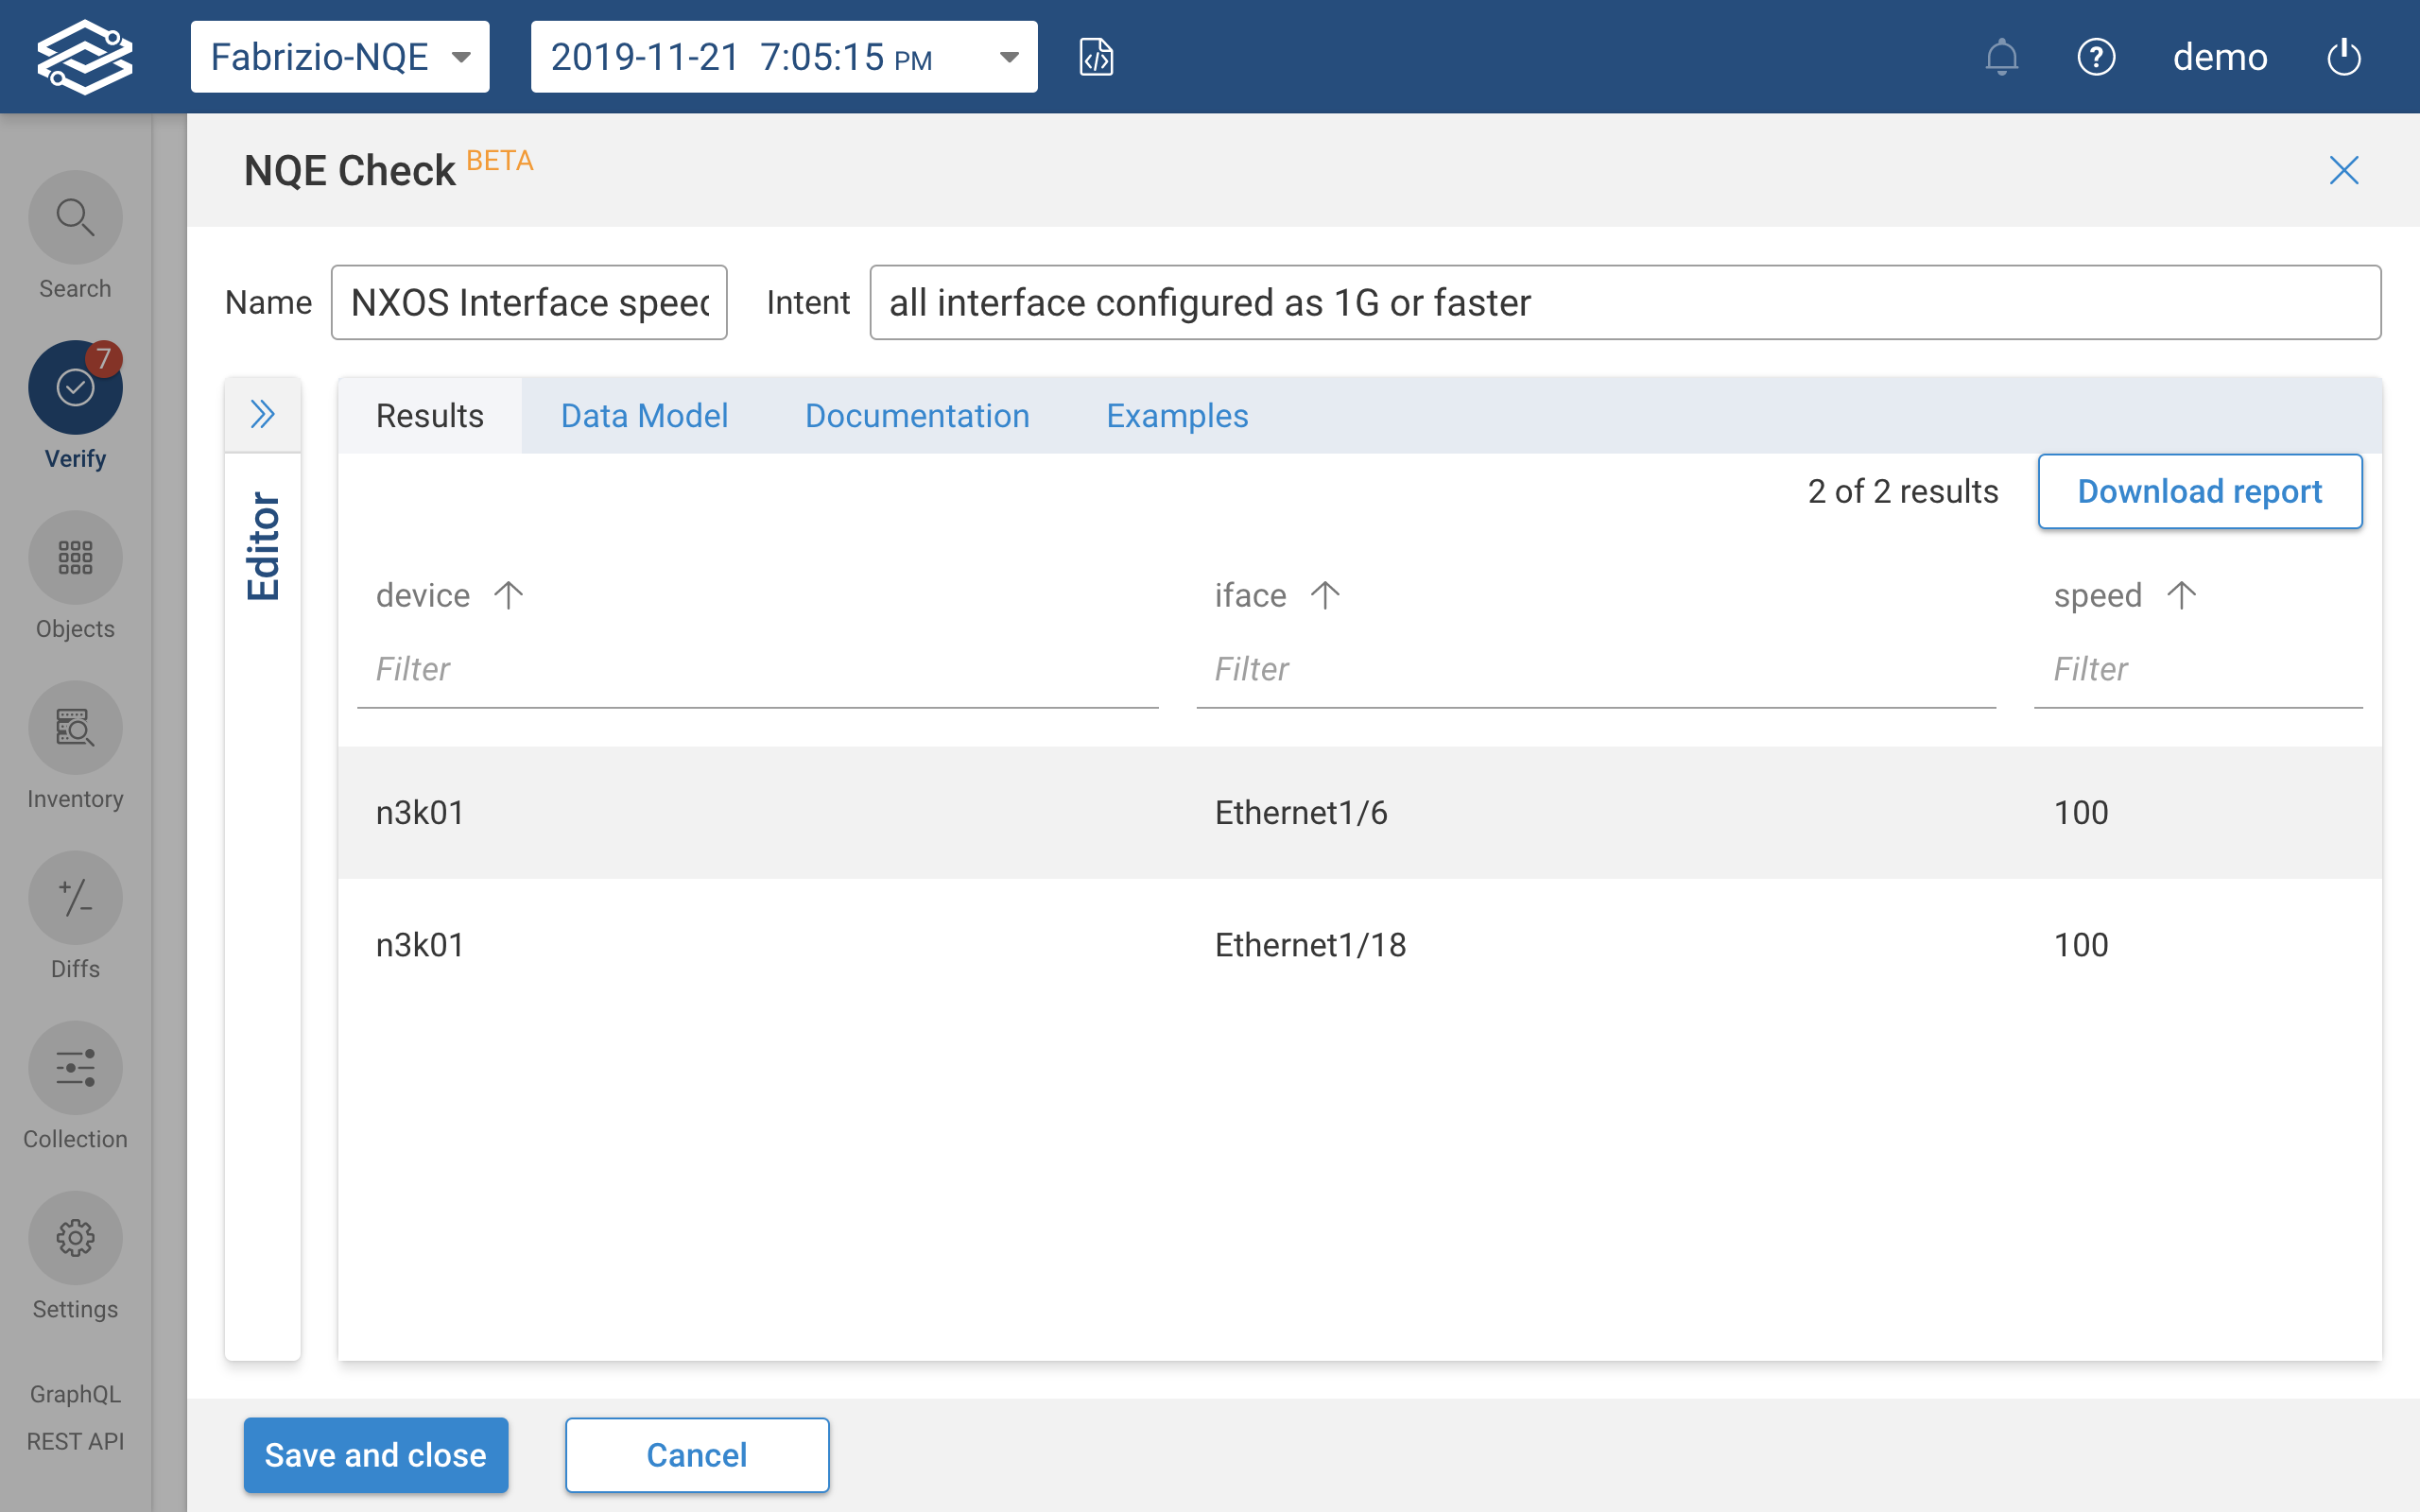 Fabrizio-NQE
2019-11-21 7:05:15 PM
demo
Search
7
Verify
Objects
Inventory
Diffs
Collection
Settings
GraphQL
REST API
NQE Check BETA
Name NXOS Interface speed Intent all interface configured as 1G or faster
Editor
Results Data Model Documentation Examples
2 of 2 results Download report
device iface speed
Filter Filter Filter
n3k01 Ethernet1/6 100
n3k01 Ethernet1/18 100
Save and close Cancel